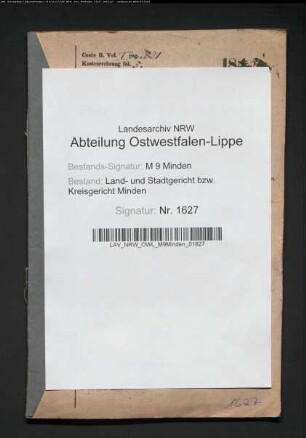 Landesarchiv NRW
Abteilung Ostwestfalen-Lippe
Bestands-Signatur: M 9 Minden
Bestand: Land- und Stadtgericht bzw.
Kreisgericht Minden
Signatur: Nr. 1627
LAV_NRW_OWL_M9Minden_01627
1627